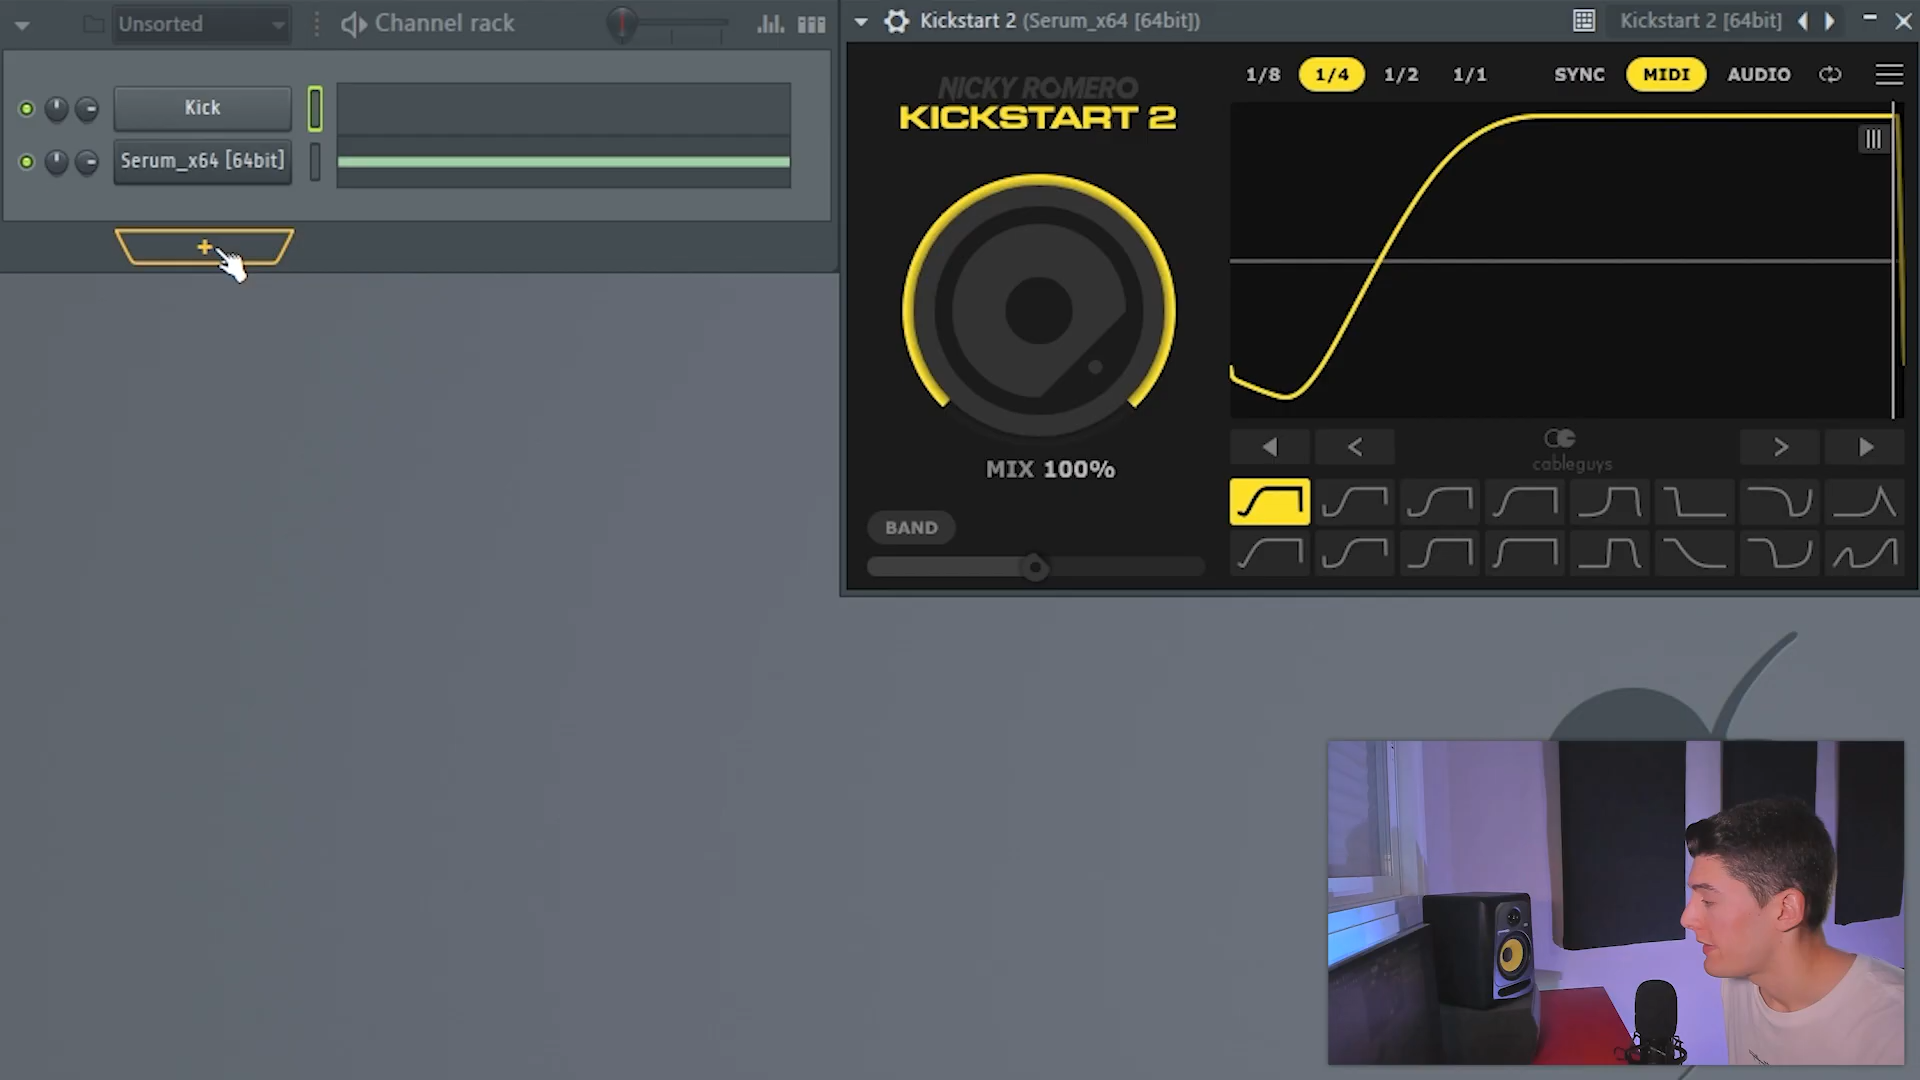 Unsorted
Channel rack
Kickstart 2 (Serum_x64 [64bit])
Kickstart 2 [64bit]
Kick
Serum_x64 [64bit]
+
NICKY ROMERO
KICKSTART 2
1/8 1/4 1/2 1/1 SYNC MIDI AUDIO
MIX 100%
cableguys
BAND